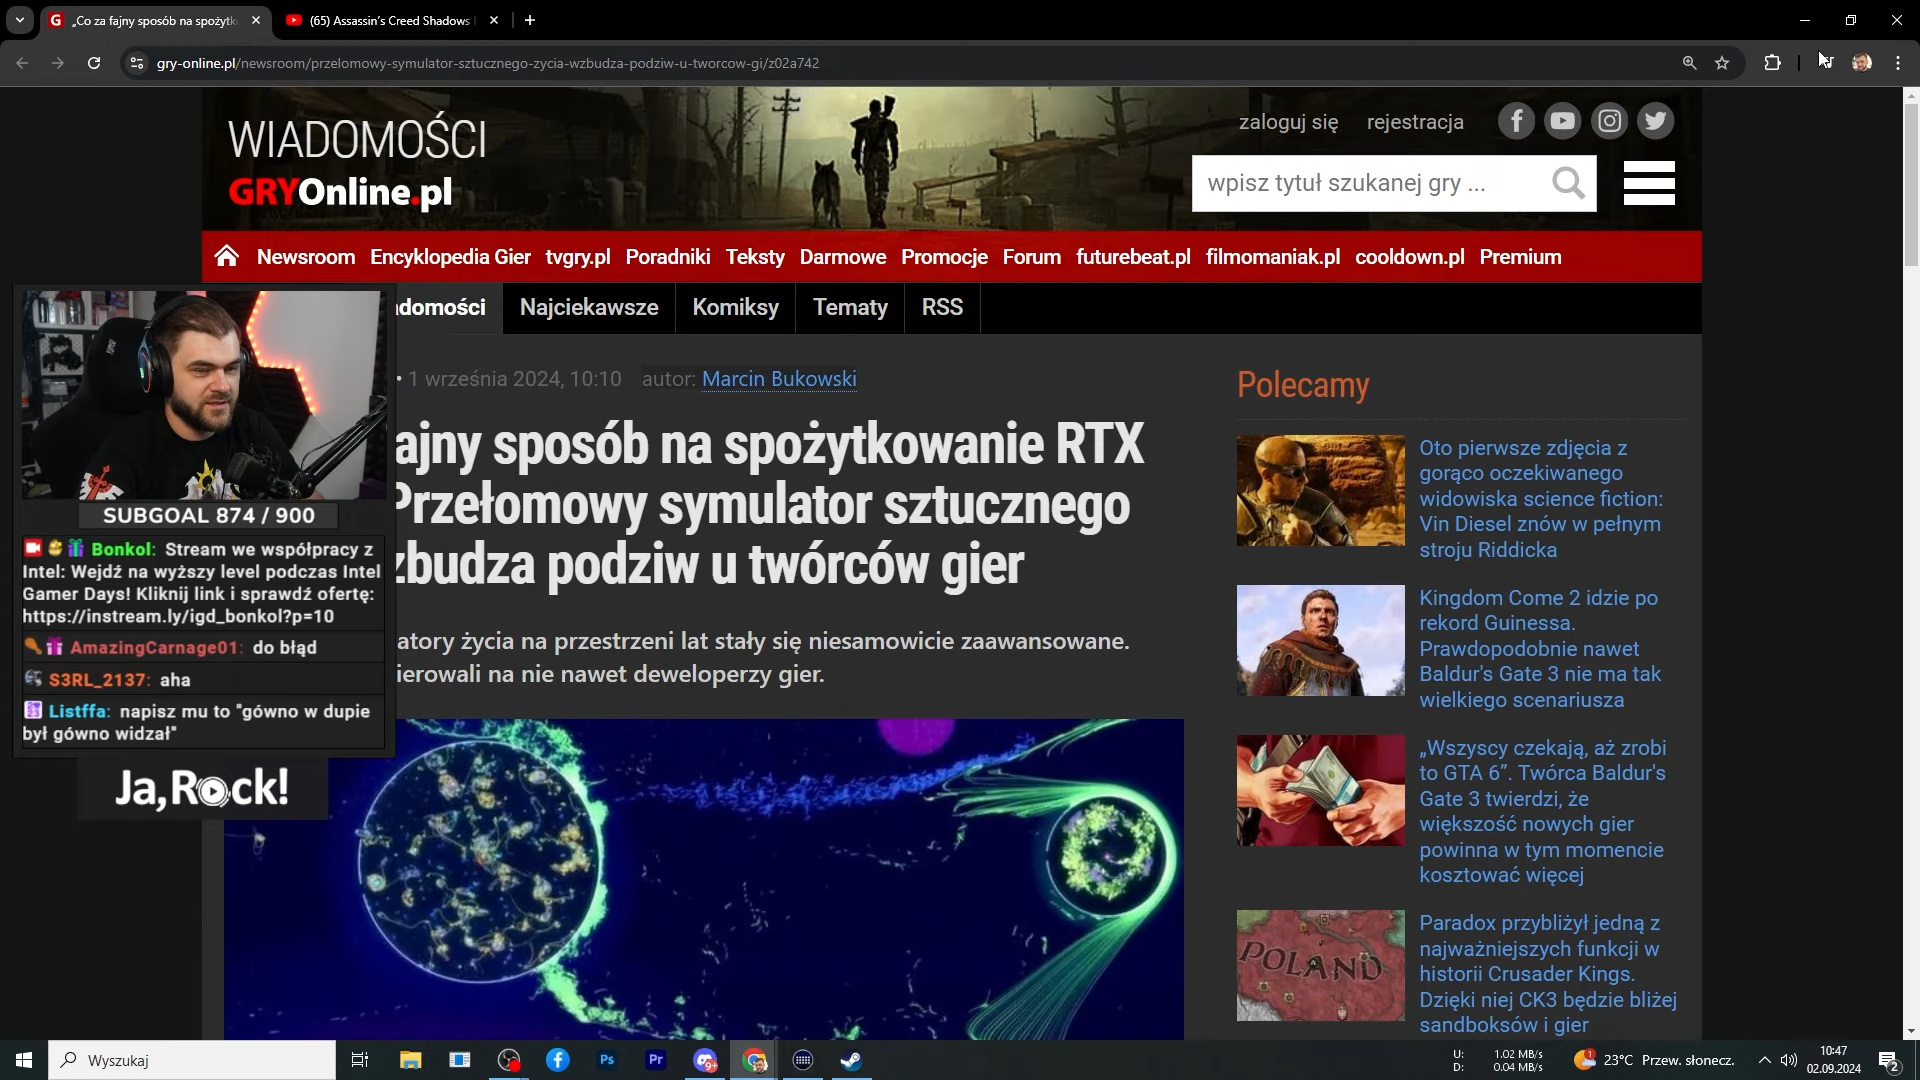 „Co za fajny sposób na spożytk
(65) Assassin's Creed Shadows
gry-online.pl/newsroom/przelomowy-symulator-sztucznego-zycia-wzbudza-podziw-u-tworcow-gi/z02a742
WIADOMOŚCI
GRYOnline.pl
zaloguj się rejestracja
wpisz tytuł szukanej gry ...
Newsroom Encyklopedia Gier tvgry.pl Poradniki Teksty Darmowe Promocje Forum futurebeat.pl filmomaniak.pl cooldown.pl Premium
adomości Najciekawsze Komiksy Tematy RSS
• 1 września 2024, 10:10 autor: Marcin Bukowski
ajny sposób na spożytkowanie RTX
Przełomowy symulator sztucznego
zbudza podziw u twórców gier
atory życia na przestrzeni lat stały się niesamowicie zaawansowane.
ierowali na nie nawet deweloperzy gier.
SUBGOAL 874 / 900
Bonkol: Stream we współpracy z
Intel: Wejdź na wyższy level podczas Intel
Gamer Days! Kliknij link i sprawdź ofertę:
https://instream.ly/igd_bonkol?p=10
AmazingCarnage01: do błąd
S3RL_2137: aha
Listffa: napisz mu to "gówno w dupie
był gówno widzał"
Ja,Rock!
Polecamy
Oto pierwsze zdjęcia z
gorąco oczekiwanego
widowiska science fiction:
Vin Diesel znów w pełnym
stroju Riddicka
Kingdom Come 2 idzie po
rekord Guinessa.
Prawdopodobnie nawet
Baldur's Gate 3 nie ma tak
wielkiego scenariusza
„Wszyscy czekają, aż zrobi
to GTA 6”. Twórca Baldur's
Gate 3 twierdzi, że
większość nowych gier
powinna w tym momencie
kosztować więcej
POLAND
Paradox przybliżył jedną z
najważniejszych funkcji w
historii Crusader Kings.
Dzięki niej CK3 będzie bliżej
sandboksów i gier
Wyszukaj
Ps
Pr
9+
U: 1.02 MB/s
D: 0.04 MB/s
1
23°C Przew. słonecz.
10:47
02.09.2024
2